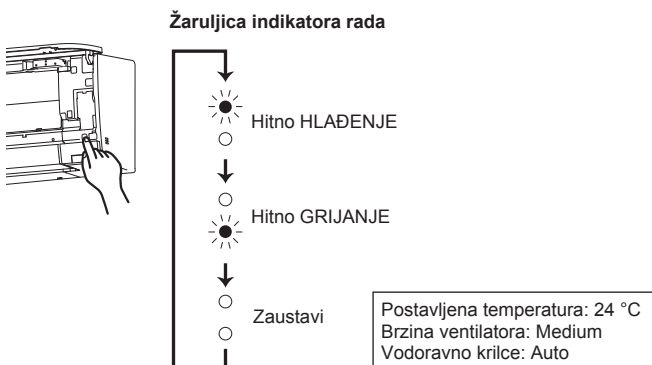 Žaruljica indikatora rada
Hitno HLAĐENJE
Hitno GRIJANJE
Zaustavi
Postavljena temperatura: 24 °C
Brzina ventilatora: Medium
Vodoravno krilce: Auto